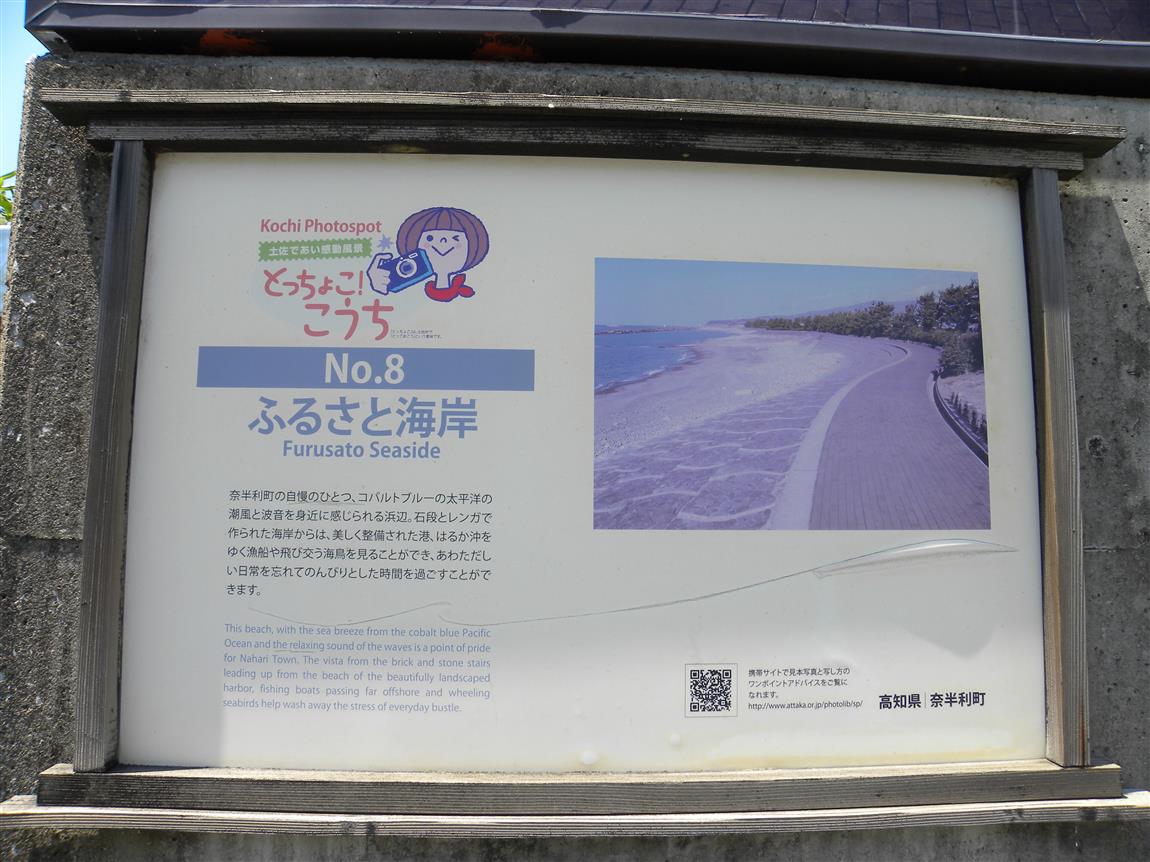 Kochi Photospot
土佐であい感動風景
とっちょこ!
こうち
No.8
ふるさと海岸
Furusato Seaside
奈半利町の自慢のひとつ、コバルトブルーの太平洋の
潮風と波音を身近に感じられる浜辺。石段とレンガで
作られた海岸からは、美しく整備された港、はるか沖を
ゆく漁船や飛び交う海鳥を見ることができ、あわただし
い日常を忘れてのんびりとした時間を過ごすことがで
きます。
This beach, with the sea breeze from the cobalt blue Pacific
Ocean and the relaxing sound of the waves is a point of pride
for Nahari Town. The vista from the brick and stone stairs
leading up from the beach of the beautifully landscaped
harbor, fishing boats passing far offshore and wheeling
seabirds help wash away the stress of everyday bustle.
携帯サイトで見本写真と写し方の
ワンポイントアドバイスをご覧に
なれます。
http://www.attaka.or.jp/photolib/sp/
高知県 | 奈半利町